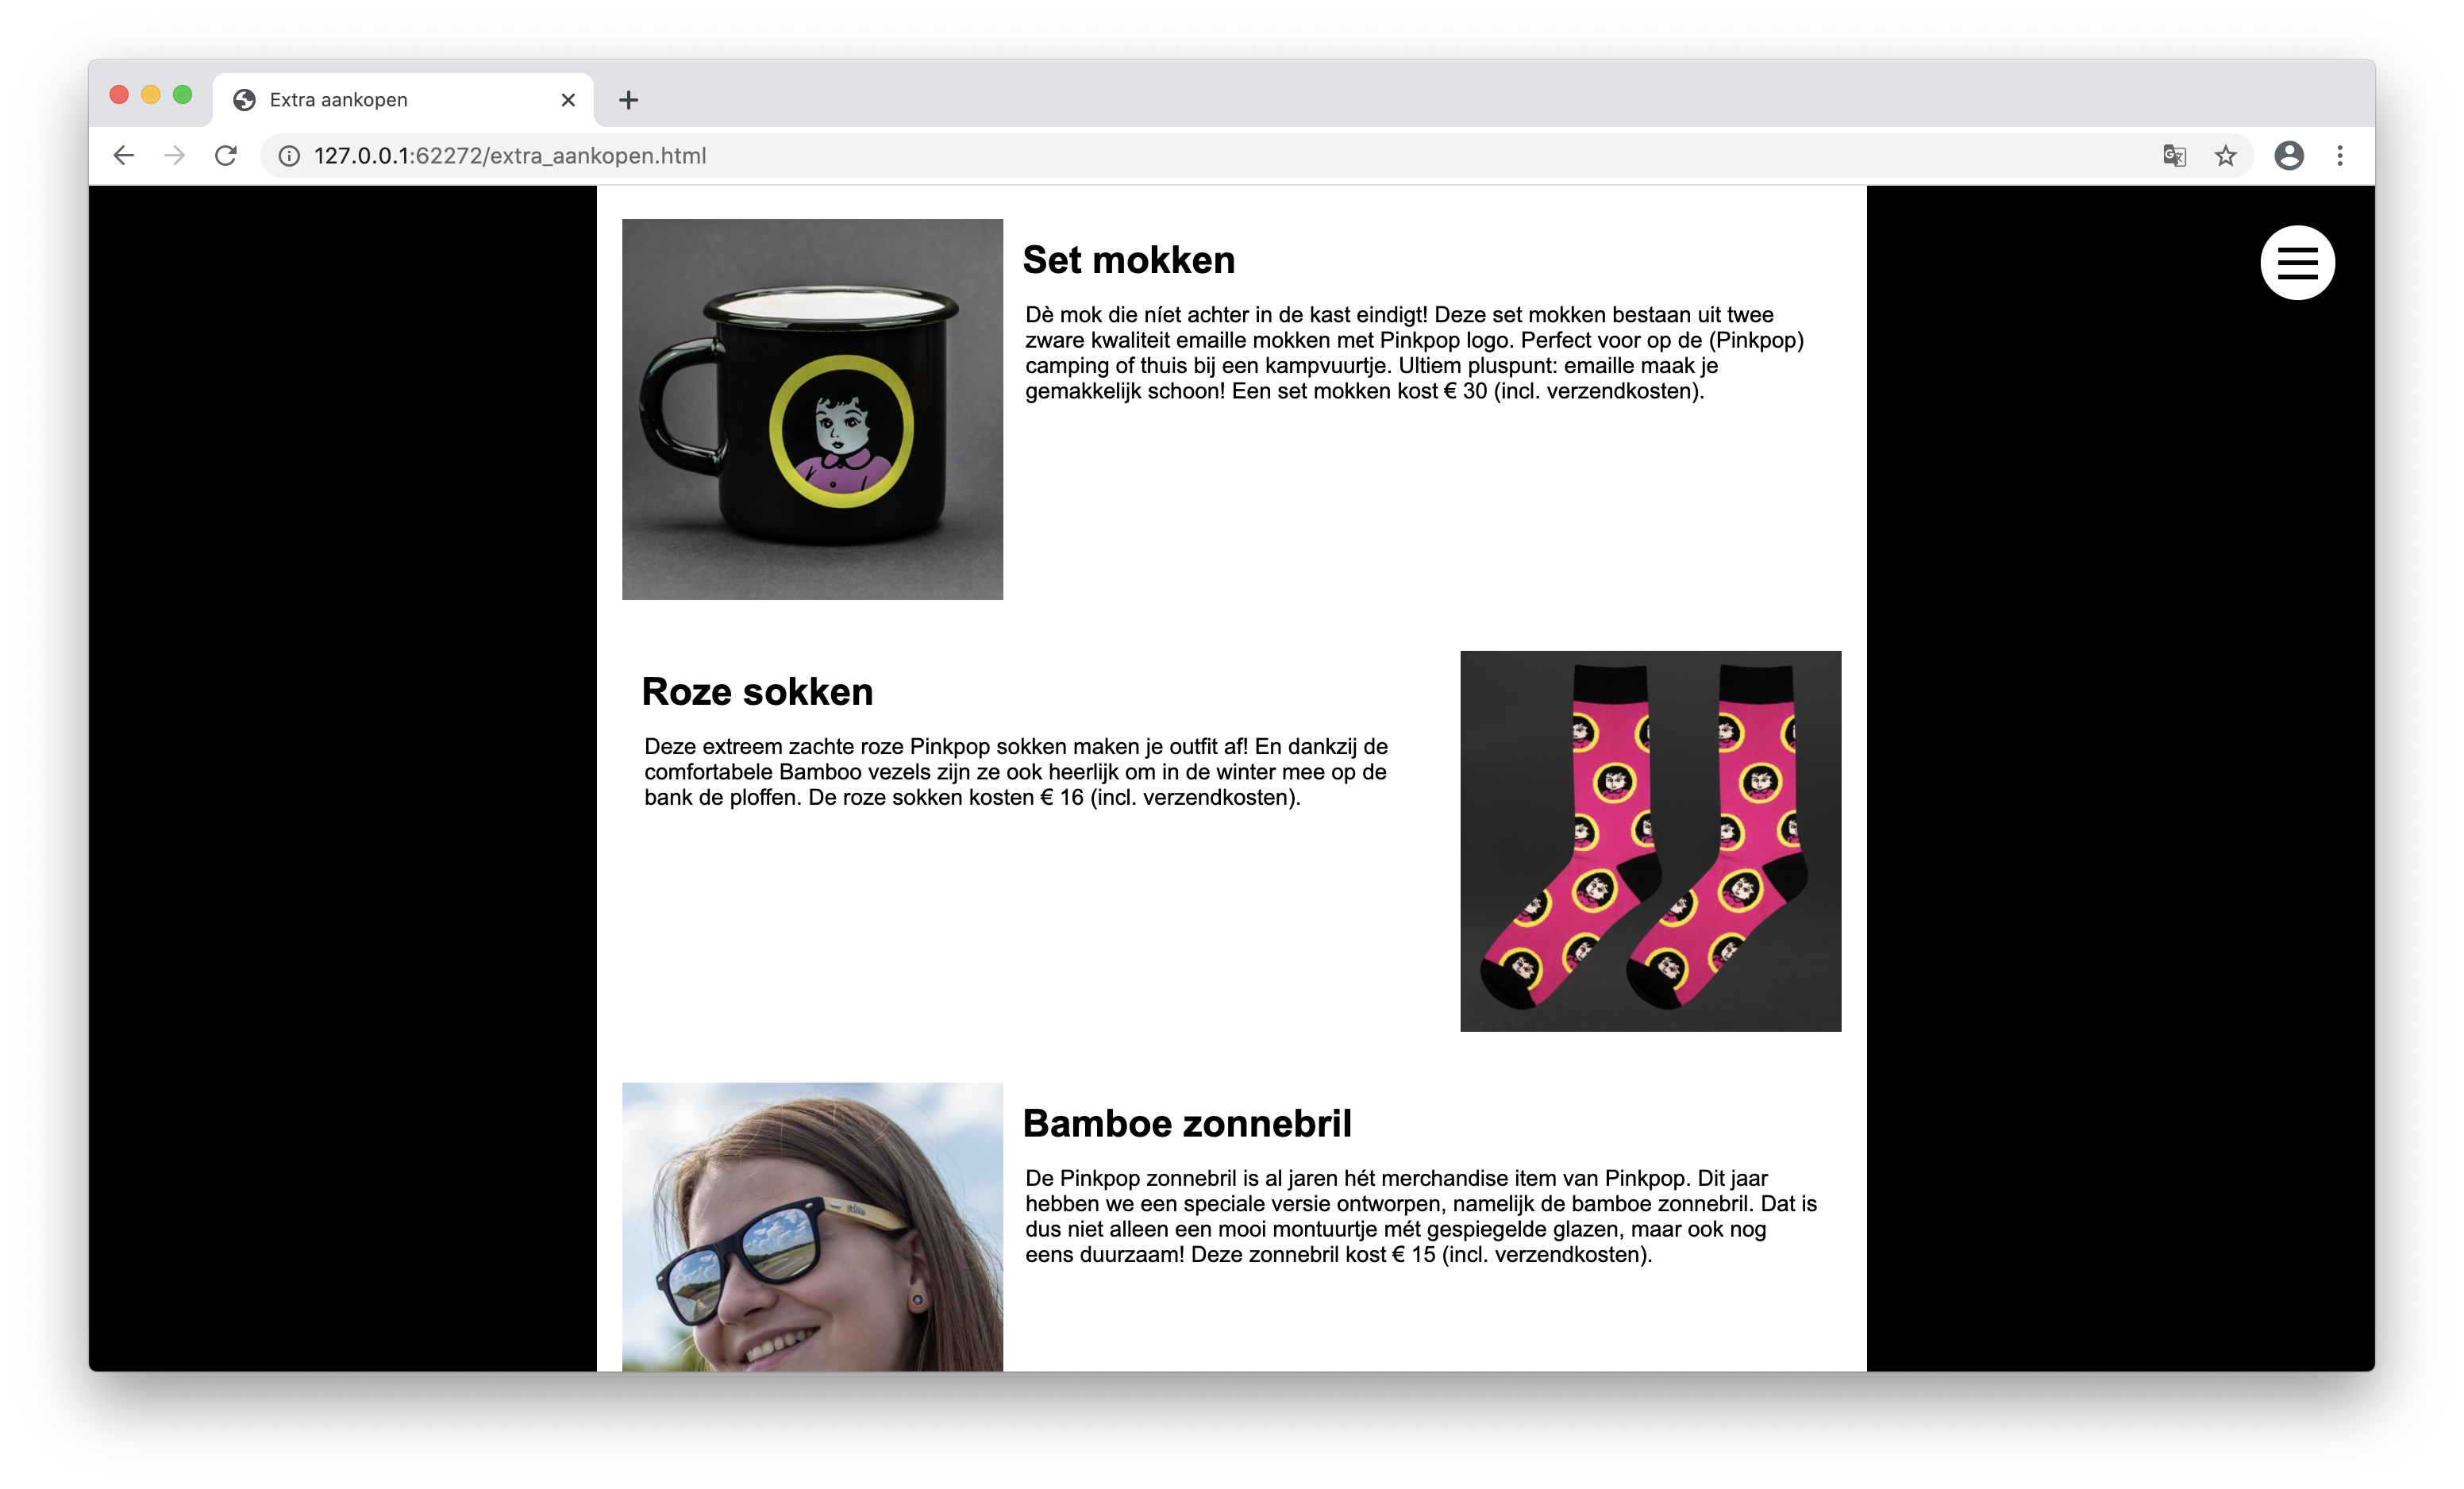 Extra aankopen
127.0.0.1:62272/extra_aankopen.html
Set mokken
Dè mok die níet achter in de kast eindigt! Deze set mokken bestaan uit twee
zware kwaliteit emaille mokken met Pinkpop logo. Perfect voor op de (Pinkpop)
camping of thuis bij een kampvuurtje. Ultiem pluspunt: emaille maak je
gemakkelijk schoon! Een set mokken kost € 30 (incl. verzendkosten).
Roze sokken
Deze extreem zachte roze Pinkpop sokken maken je outfit af! En dankzij de
comfortabele Bamboo vezels zijn ze ook heerlijk om in de winter mee op de
bank de ploffen. De roze sokken kosten € 16 (incl. verzendkosten).
Bamboe zonnebril
De Pinkpop zonnebril is al jaren hét merchandise item van Pinkpop. Dit jaar
hebben we een speciale versie ontworpen, namelijk de bamboe zonnebril. Dat is
dus niet alleen een mooi montuurtje mét gespiegelde glazen, maar ook nog
eens duurzaam! Deze zonnebril kost € 15 (incl. verzendkosten).